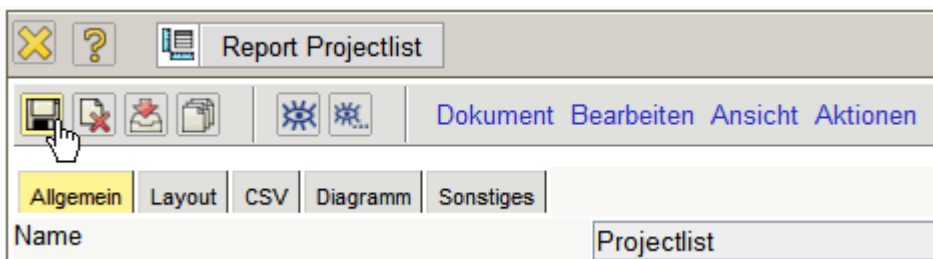 Report Projectlist
Dokument Bearbeiten Ansicht Aktionen
Allgemein Layout CSV Diagramm Sonstiges
Name Projectlist